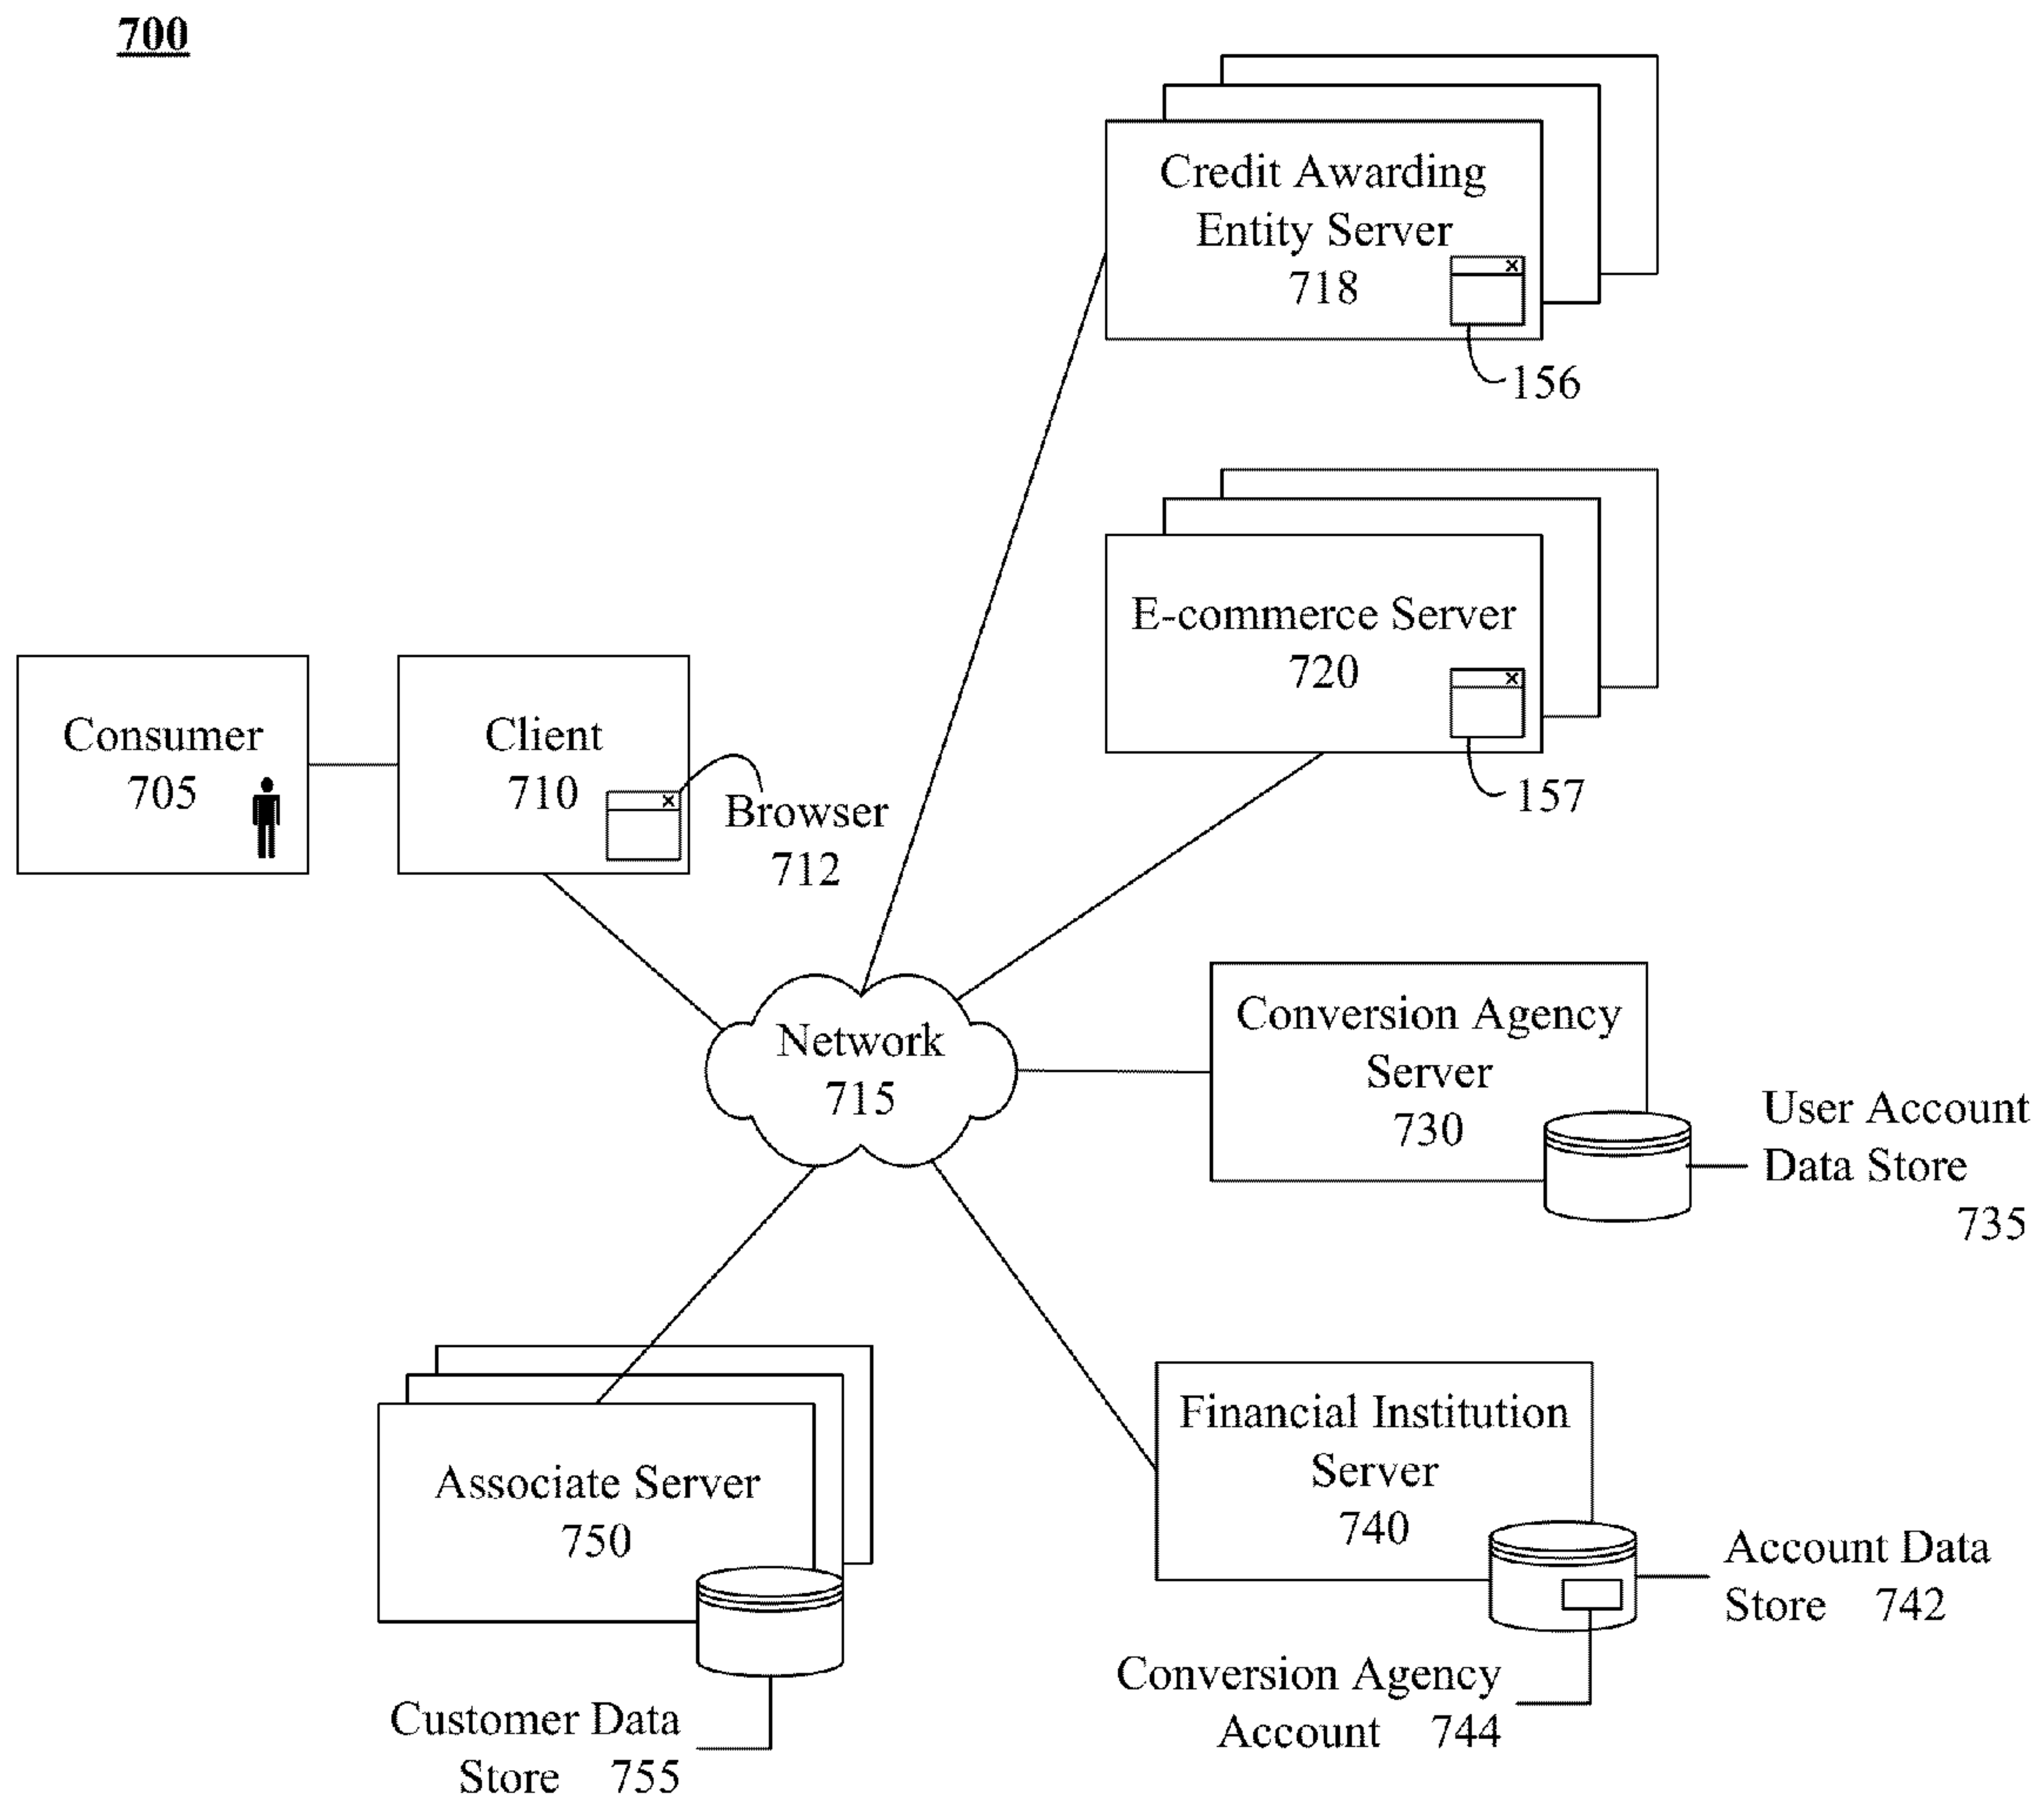 700
Credit Awarding
Entity Server
718
156
E-commerce Server
720
157
Consumer
705
Client
710
Browser
712
Network
715
Conversion Agency
Server
730
User Account
Data Store
735
Associate Server
750
Customer Data
Store 755
Financial Institution
Server
740
Account Data
Store 742
Conversion Agency
Account 744